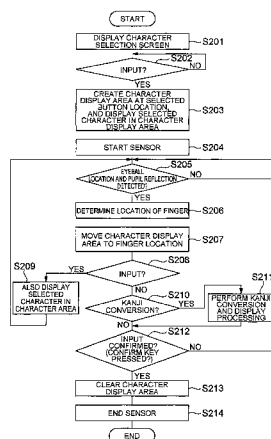 START
S201
DISPLAY CHARACTER
SELECTION SCREEN
S202
INPUT?
NO
YES
CREATE CHARACTER
DISPLAY AREA AT SELECTED
BUTTON LOCATION,
AND DISPLAY SELECTED
CHARACTER IN CHARACTER
DISPLAY AREA
S203
START SENSOR
S204
S205
EYEBALL
LOCATION AND PUPIL REFLECTION
DITECTED?
NO
YES
DETERMINE LOCATION OF FINGER
S206
MOVE CHARACTER DISPLAY
AREA TO FINGER LOCATION
S207
S208
INPUT?
YES
NO
S209
ALSO DISPLAY
SELECTED
CHARACTER IN
CHARACTER AREA
S210
KANJI
CONVERSION?
YES
NO
S211
PERFORM KANJI
CONVERSION
AND DISPLAY
PROCESSING
S212
INPUT
CONFIRMED?
(CONFIRM KEY
PRESSED?)
NO
YES
CLEAR CHARACTER
DISPLAY AREA
S213
END SENSOR
S214
END